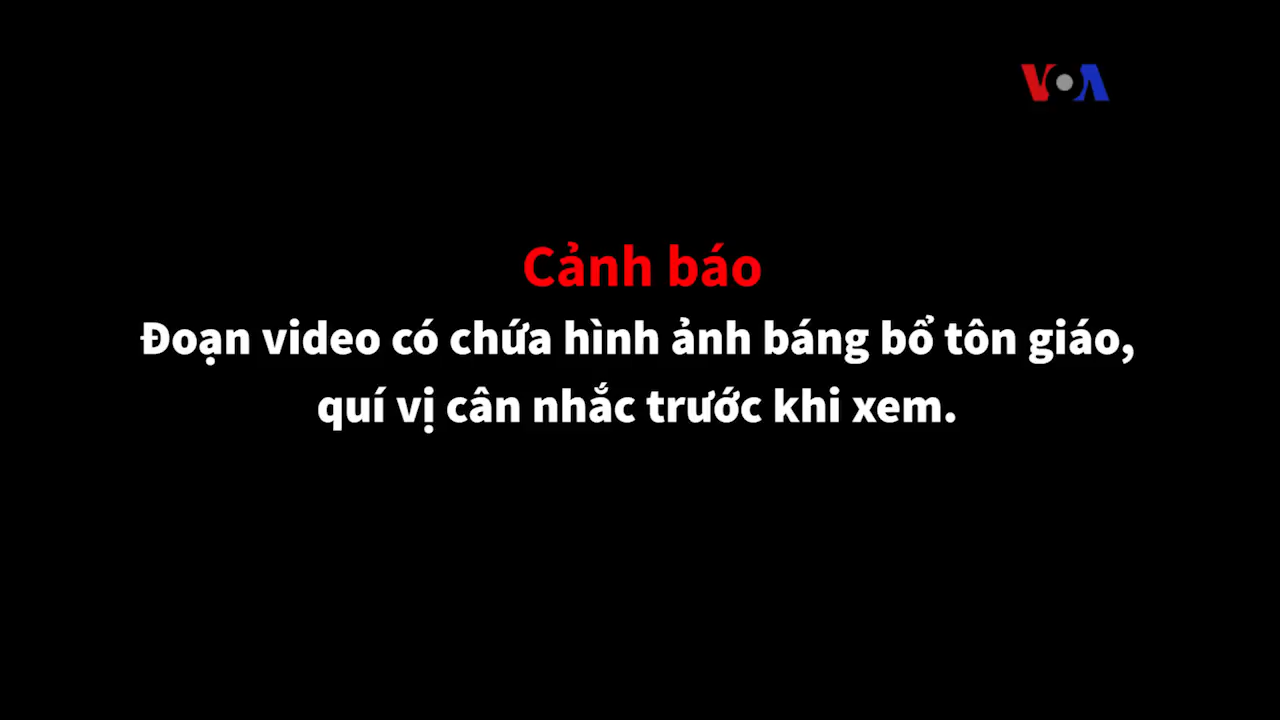 VOA
Cảnh báo
Đoạn video có chứa hình ảnh báng bổ tôn giáo,
quí vị cân nhắc trước khi xem.